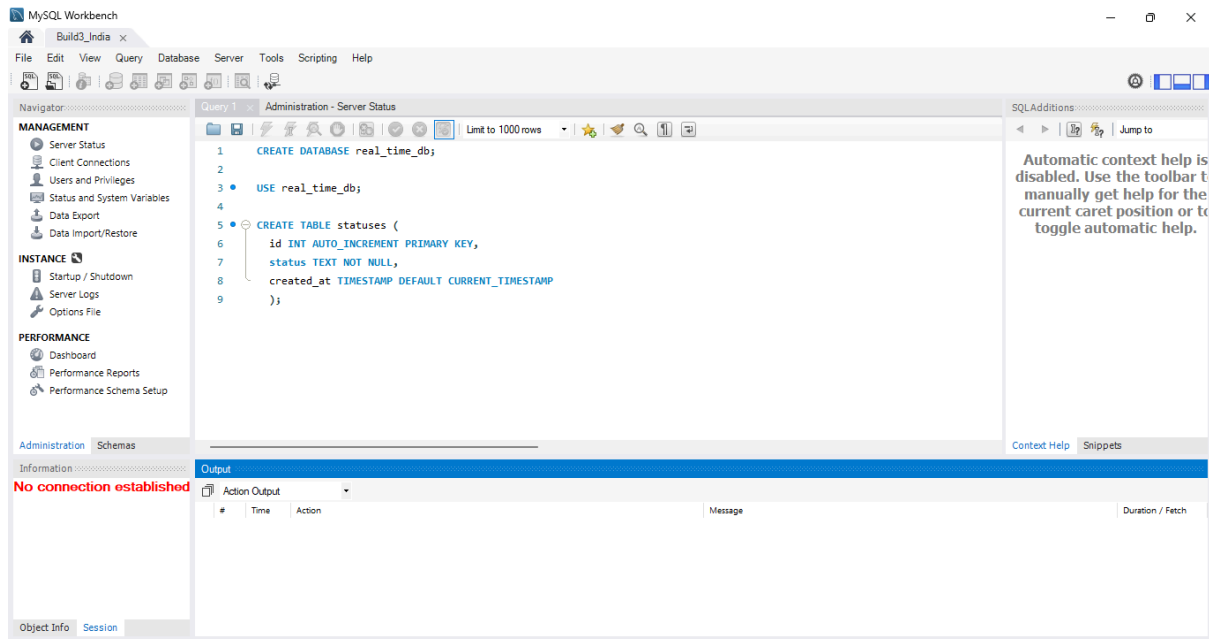 MySQL Workbench
Build3_India
File Edit View Query Database Server Tools Scripting Help
Navigator
MANAGEMENT
Server Status
Client Connections
Users and Privileges
Status and System Variables
Data Export
Data Import/Restore
INSTANCE
Startup / Shutdown
Server Logs
Options File
PERFORMANCE
Dashboard
Performance Reports
Performance Schema Setup
Administration Schemas
Query 1 Administration - Server Status
Limit to 1000 rows
1 CREATE DATABASE real_time_db;
2
3 USE real_time_db;
4
5 CREATE TABLE statuses (
6 id INT AUTO_INCREMENT PRIMARY KEY,
7 status TEXT NOT NULL,
8 created_at TIMESTAMP DEFAULT CURRENT_TIMESTAMP
9 );
SQLAdditions
Jump to
Automatic context help is
disabled. Use the toolbar t
manually get help for the
current caret position or to
toggle automatic help.
Context Help Snippets
Information
No connection established
Object Info Session
Output
Action Output
# Time Action Message Duration / Fetch